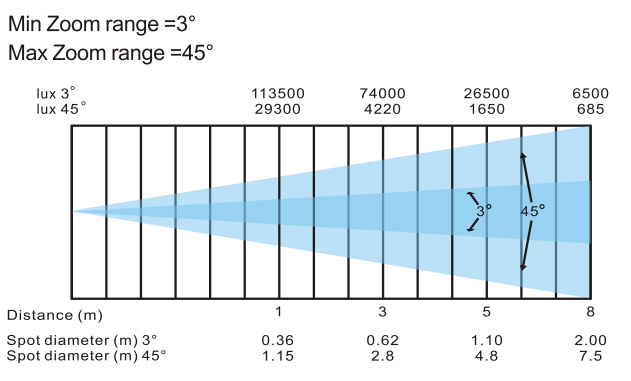 Min Zoom range =3°
Max Zoom range =45°
lux 3° 113500 74000 26500 6500
lux 45° 29300 4220 1650 685
3° 45°
Distance (m) 1 3 5 8
Spot diameter (m) 3° 0.36 0.62 1.10 2.00
Spot diameter (m) 45° 1.15 2.8 4.8 7.5